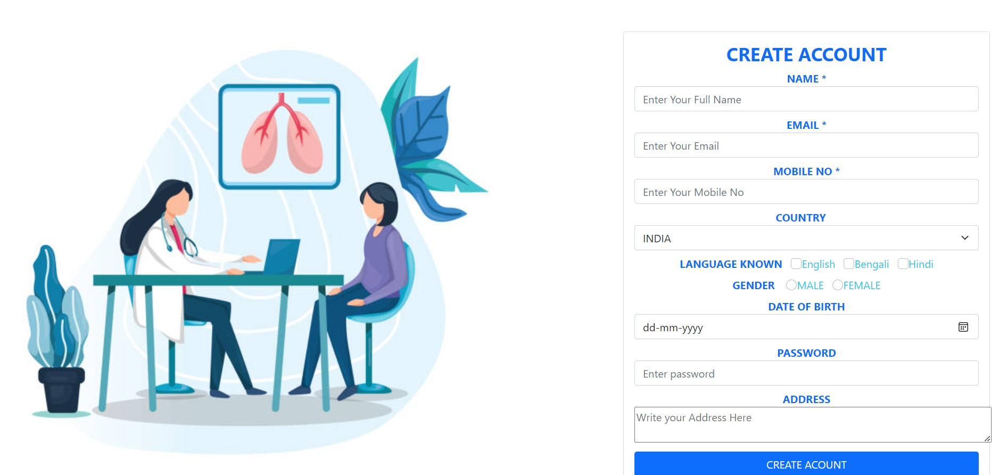 CREATE ACCOUNT
NAME *
Enter Your Full Name
EMAIL *
Enter Your Email
MOBILE NO *
Enter Your Mobile No
COUNTRY
INDIA
LANGUAGE KNOWN English Bengali Hindi
GENDER MALE FEMALE
DATE OF BIRTH
dd-mm-yyyy
PASSWORD
Enter password
ADDRESS
Write your Address Here
CREATE ACOUNT